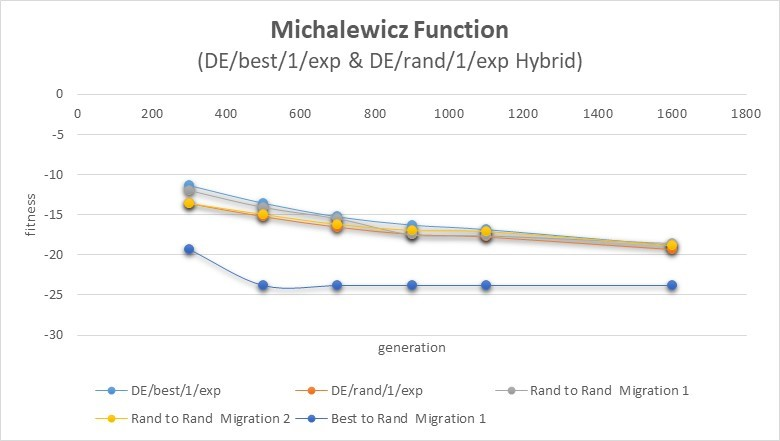 Michalewicz Function
(DE/best/1/exp & DE/rand/1/exp Hybrid)
0
0 200 400 600 800 1000 1200 1400 1600 1800
-5
-10
-15
-20
-25
-30
fitness
generation
DE/best/1/exp DE/rand/1/exp Rand to Rand Migration 1
Rand to Rand Migration 2 Best to Rand Migration 1